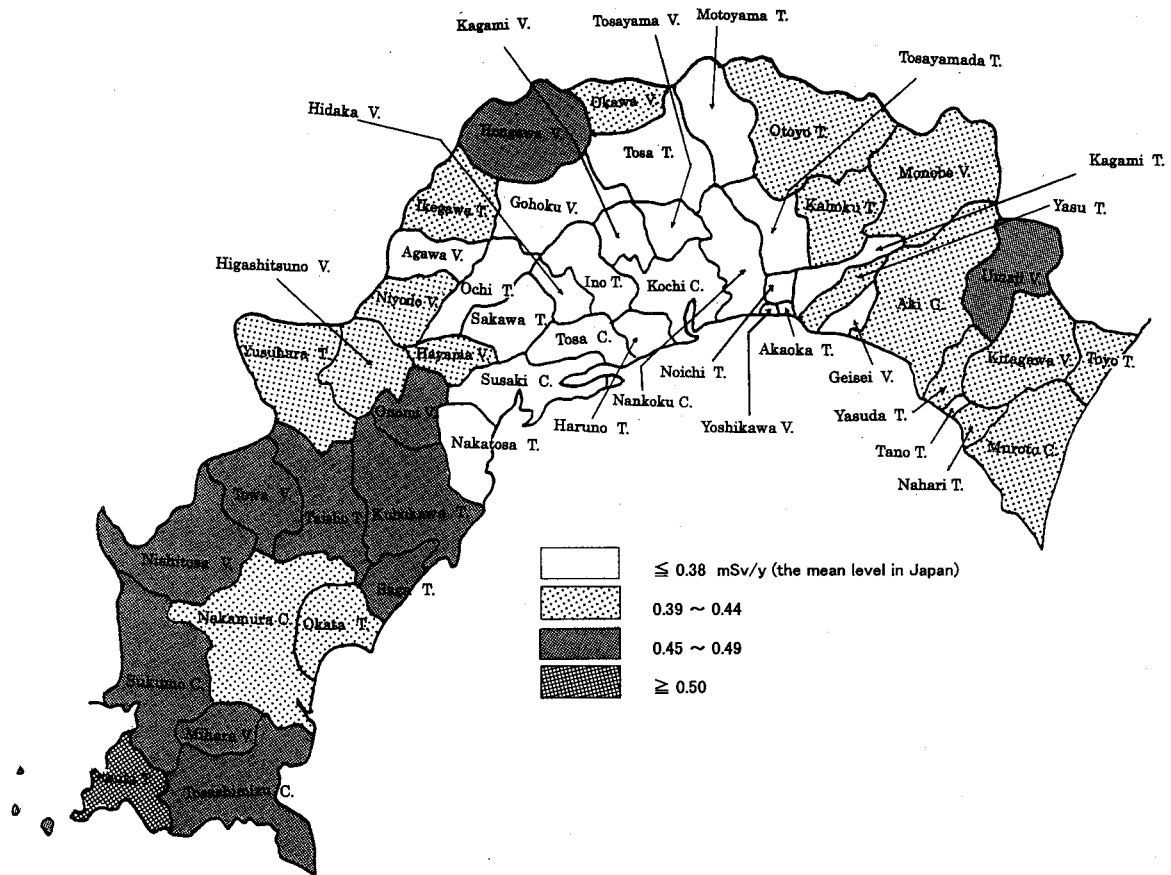 Motoyama T.
Kagami V.
Tosayama V.
Tosayamada T.
Hidaka V.
Okawa V.
Hongawa V.
Otoyo T.
Tosa T.
Kagami T.
Monobe V.
Yasu T.
Ikegawa T.
Gohoku V.
Kahoku T.
Agawa V.
Higashitsuno V.
Umaji V.
Ochi T.
Ino T.
Kochi C.
Niyodo V.
Aki C.
Sakawa T.
Tosa C.
Yusuhara T.
Hayama V.
Akaoka T.
Kitagawa V.
Toyo T.
Susaki C.
Noichi T.
Geisei V.
Nankoku C.
Onomi V.
Haruno T.
Yoshikawa V.
Yasuda T.
Nakatosa T.
Tano T.
Muroto C.
Nahari T.
Towa V.
Taisho T.
Kubokawa T.
Nishitosa V.
≦ 0.38 mSv/y (the mean level in Japan)
Saga T.
0.39 ~ 0.44
Nakamura C.
Okata T.
0.45 ~ 0.49
Sukumo C.
≧ 0.50
Mihara V.
Tosashimizu C.